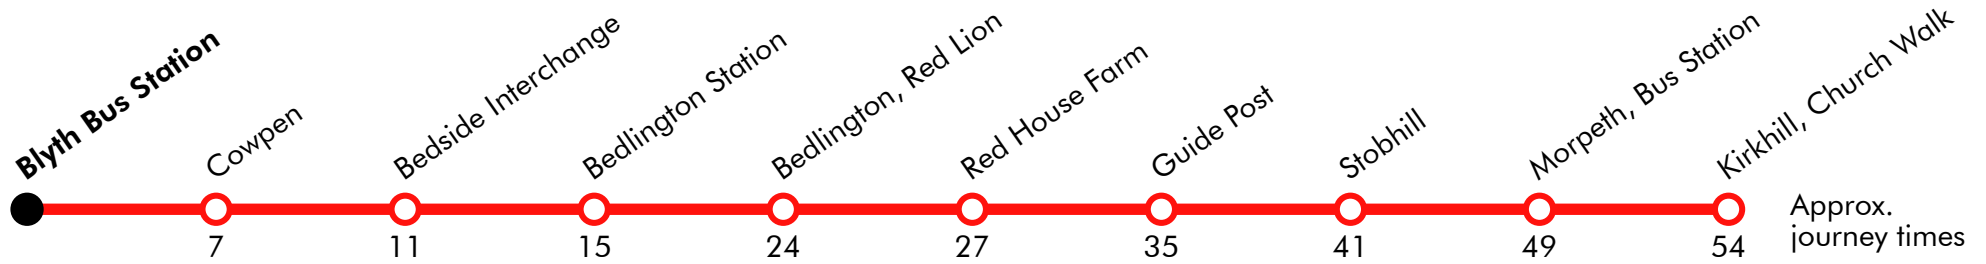 Blyth Bus Station
Cowpen
Bedside Interchange
Bedlington Station
Bedlington, Red Lion
Red House Farm
Guide Post
Stobhill
Morpeth, Bus Station
Kirkhill, Church Walk
7
11
15
24
27
35
41
49
54
Approx.
journey times